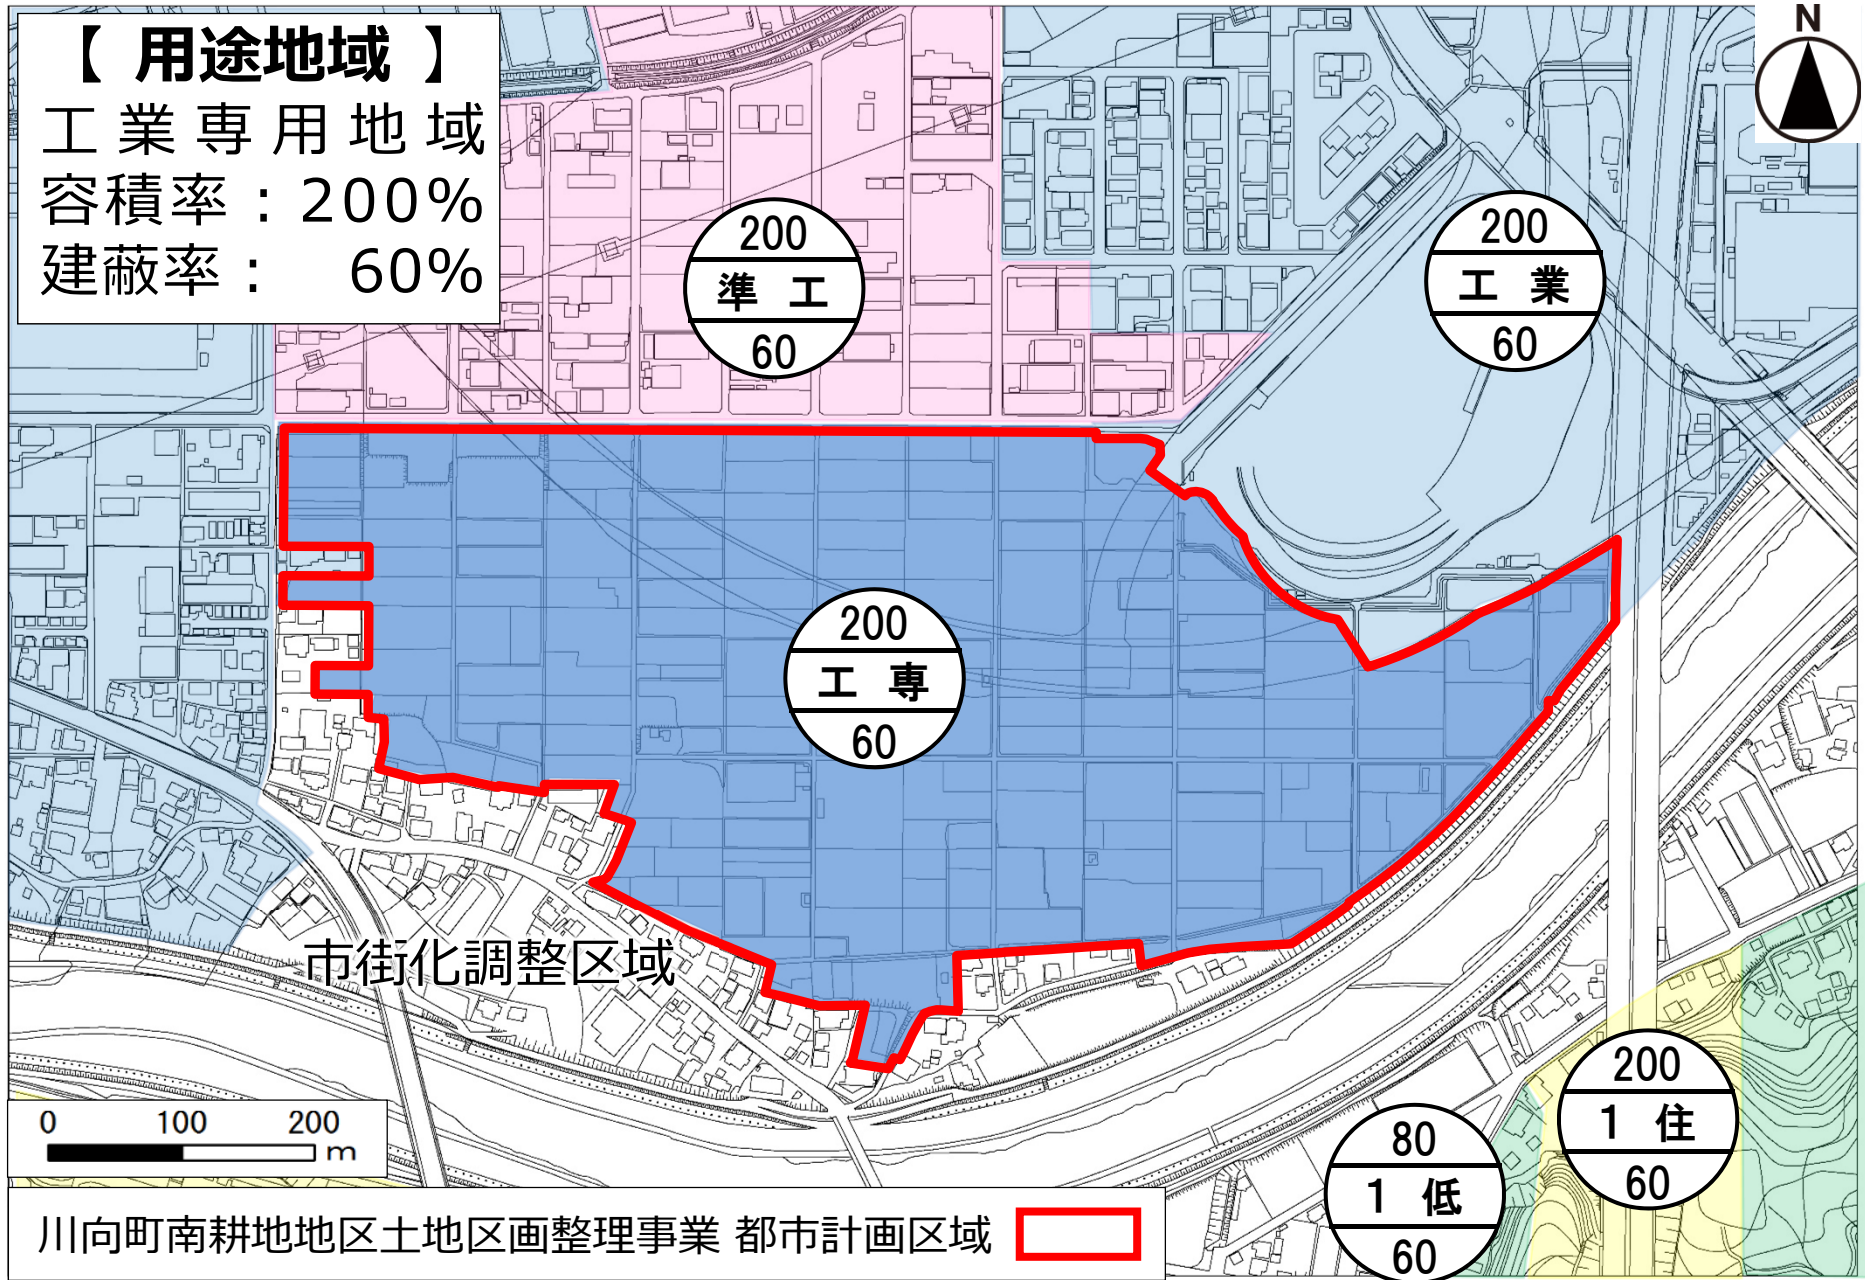 【 用途地域 】
工業専用地域
容積率：200%
建蔽率： 60%
N
200
準 工
60
200
工 業
60
200
工 専
60
市街化調整区域
0 100 200
m
200
1 住
60
80
1 低
60
川向町南耕地地区土地区画整理事業 都市計画区域